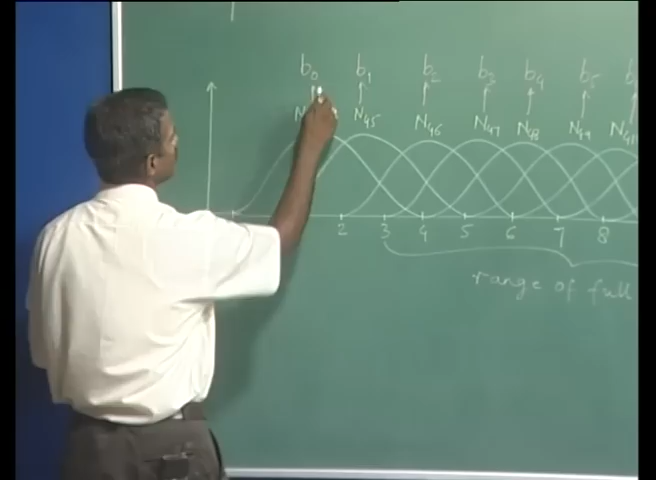 b₀ b₁ b₂ b₃ b₄ b₅
N N₄₅ N₄₆ N₄₇ N₄₈ N₄₉
2 3 4 5 6 7 8
range of full